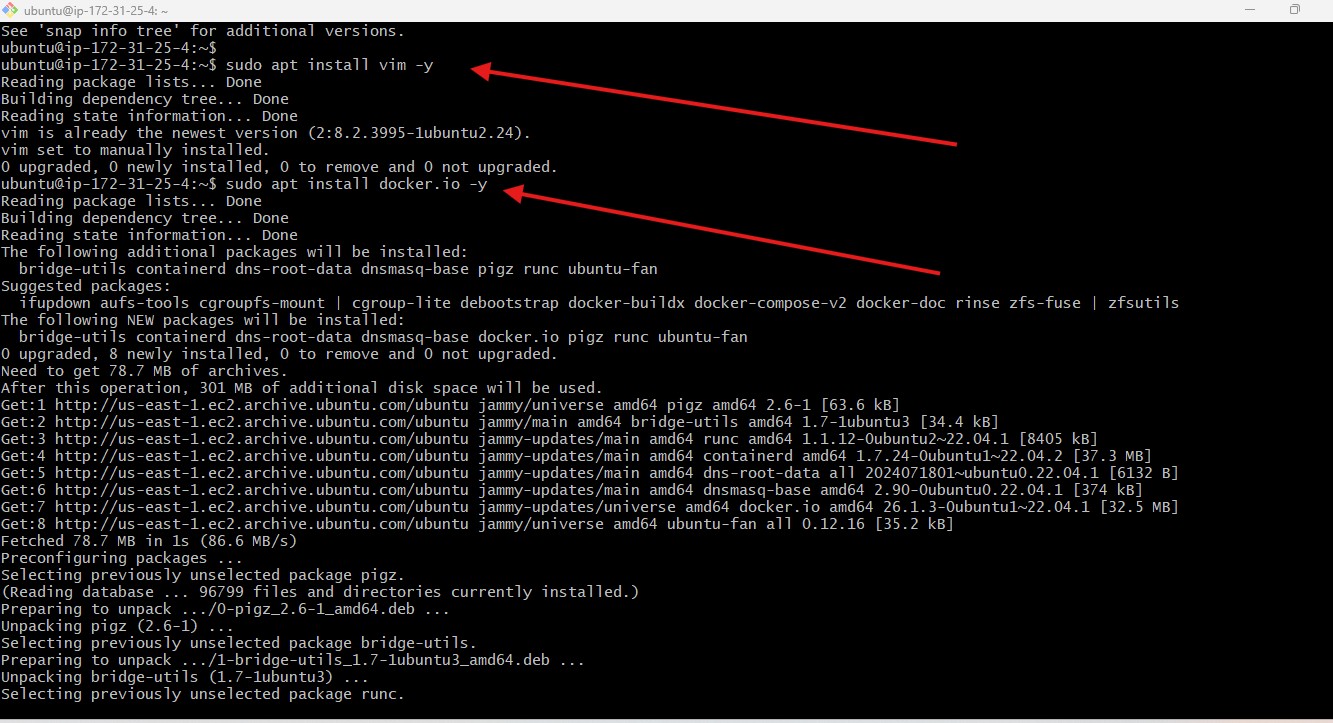 ubuntu@ip-172-31-25-4: ~
See 'snap info tree' for additional versions.
ubuntu@ip-172-31-25-4:~$
ubuntu@ip-172-31-25-4:~$ sudo apt install vim -y
Reading package lists... Done
Building dependency tree... Done
Reading state information... Done
vim is already the newest version (2:8.2.3995-1ubuntu2.24).
vim set to manually installed.
0 upgraded, 0 newly installed, 0 to remove and 0 not upgraded.
ubuntu@ip-172-31-25-4:~$ sudo apt install docker.io -y
Reading package lists... Done
Building dependency tree... Done
Reading state information... Done
The following additional packages will be installed:
  bridge-utils containerd dns-root-data dnsmasq-base pigz runc ubuntu-fan
Suggested packages:
  ifupdown aufs-tools cgroupfs-mount | cgroup-lite debootstrap docker-buildx docker-compose-v2 docker-doc rinse zfs-fuse | zfsutils
The following NEW packages will be installed:
  bridge-utils containerd dns-root-data dnsmasq-base docker.io pigz runc ubuntu-fan
0 upgraded, 8 newly installed, 0 to remove and 0 not upgraded.
Need to get 78.7 MB of archives.
After this operation, 301 MB of additional disk space will be used.
Get:1 http://us-east-1.ec2.archive.ubuntu.com/ubuntu jammy/universe amd64 pigz amd64 2.6-1 [63.6 kB]
Get:2 http://us-east-1.ec2.archive.ubuntu.com/ubuntu jammy/main amd64 bridge-utils amd64 1.7-1ubuntu3 [34.4 kB]
Get:3 http://us-east-1.ec2.archive.ubuntu.com/ubuntu jammy-updates/main amd64 runc amd64 1.1.12-0ubuntu2~22.04.1 [8405 kB]
Get:4 http://us-east-1.ec2.archive.ubuntu.com/ubuntu jammy-updates/main amd64 containerd amd64 1.7.24-0ubuntu1~22.04.2 [37.3 MB]
Get:5 http://us-east-1.ec2.archive.ubuntu.com/ubuntu jammy-updates/main amd64 dns-root-data all 2024071801~ubuntu0.22.04.1 [6132 B]
Get:6 http://us-east-1.ec2.archive.ubuntu.com/ubuntu jammy-updates/main amd64 dnsmasq-base amd64 2.90-0ubuntu0.22.04.1 [374 kB]
Get:7 http://us-east-1.ec2.archive.ubuntu.com/ubuntu jammy-updates/universe amd64 docker.io amd64 26.1.3-0ubuntu1~22.04.1 [32.5 MB]
Get:8 http://us-east-1.ec2.archive.ubuntu.com/ubuntu jammy/universe amd64 ubuntu-fan all 0.12.16 [35.2 kB]
Fetched 78.7 MB in 1s (86.6 MB/s)
Preconfiguring packages ...
Selecting previously unselected package pigz.
(Reading database ... 96799 files and directories currently installed.)
Preparing to unpack .../0-pigz_2.6-1_amd64.deb ...
Unpacking pigz (2.6-1) ...
Selecting previously unselected package bridge-utils.
Preparing to unpack .../1-bridge-utils_1.7-1ubuntu3_amd64.deb ...
Unpacking bridge-utils (1.7-1ubuntu3) ...
Selecting previously unselected package runc.